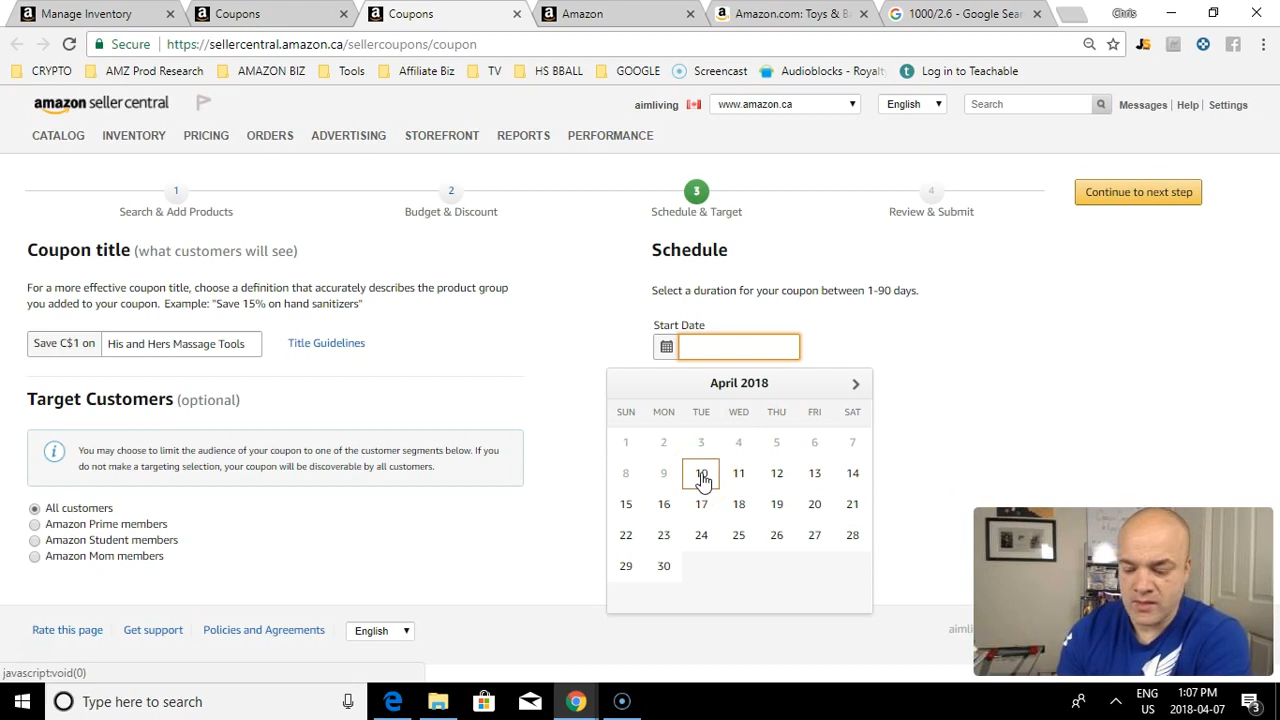 Manage Inventory
Coupons
Coupons
Amazon
Amazon.com: Toys & B
1000/2.6 - Google Sear
Chris
Secure
https://sellercentral.amazon.ca/sellercoupons/coupon
CRYPTO
AMZ Prod Research
AMAZON BIZ
Tools
Affiliate Biz
TV
HS BBALL
GOOGLE
Screencast
Audioblocks - Royalt
Log in to Teachable
amazon seller central
aimliving
www.amazon.ca
English
Search
Messages | Help | Settings
CATALOG INVENTORY PRICING ORDERS ADVERTISING STOREFRONT REPORTS PERFORMANCE
1
Search & Add Products
2
Budget & Discount
3
Schedule & Target
4
Review & Submit
Continue to next step
Coupon title (what customers will see)
For a more effective coupon title, choose a definition that accurately describes the product group
you added to your coupon. Example: "Save 15% on hand sanitizers"
Save C$1 on His and Hers Massage Tools
Title Guidelines
Target Customers (optional)
You may choose to limit the audience of your coupon to one of the customer segments below. If you
do not make a targeting selection, your coupon will be discoverable by all customers.
All customers
Amazon Prime members
Amazon Student members
Amazon Mom members
Schedule
Select a duration for your coupon between 1-90 days.
Start Date
April 2018
SUN MON TUE WED THU FRI SAT
1 2 3 4 5 6 7
8 9 10 11 12 13 14
15 16 17 18 19 20 21
22 23 24 25 26 27 28
29 30
Rate this page
Get support
Policies and Agreements
English
aimli
javascript:void(0)
Type here to search
ENG
US
1:07 PM
2018-04-07
3